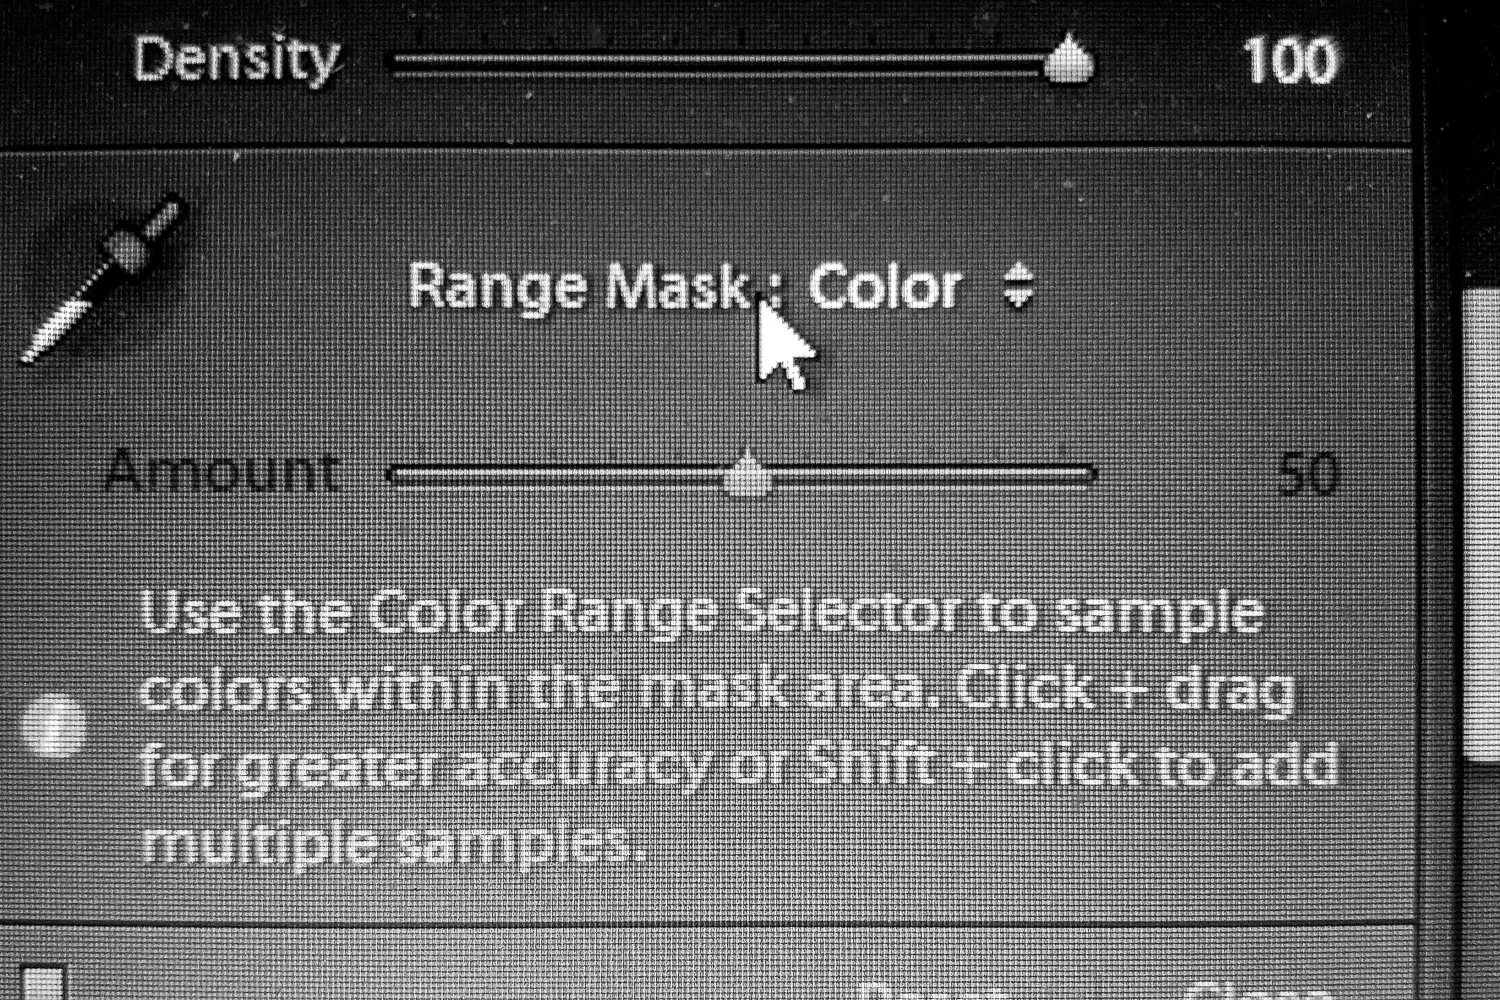 Density 100
Range Mask : Color
Amount 50
Use the Color Range Selector to sample
colors within the mask area. Click + drag
for greater accuracy or Shift + click to add
multiple samples.